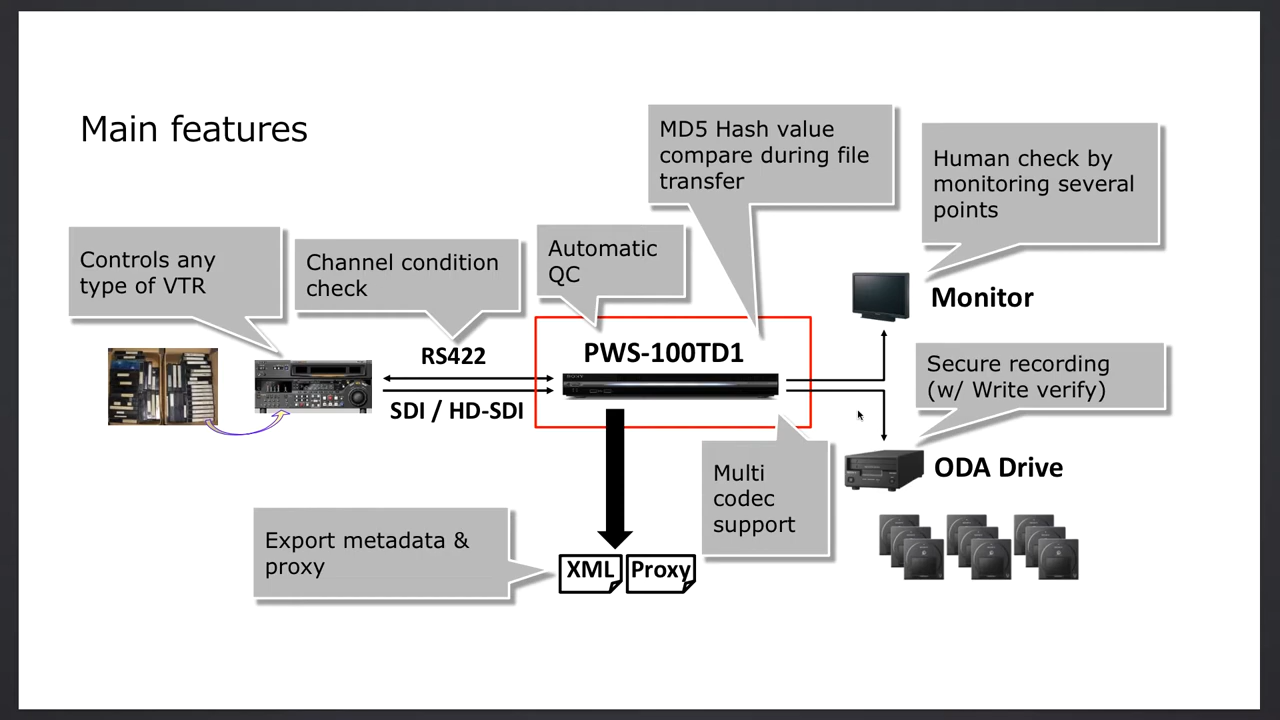 Main features
MD5 Hash value
compare during file
transfer
Human check by
monitoring several
points
Controls any
type of VTR
Channel condition
check
Automatic
QC
Monitor
RS422
PWS-100TD1
SONY
Secure recording
(w/ Write verify)
SDI / HD-SDI
Multi
codec
support
ODA Drive
Export metadata &
proxy
XML
Proxy